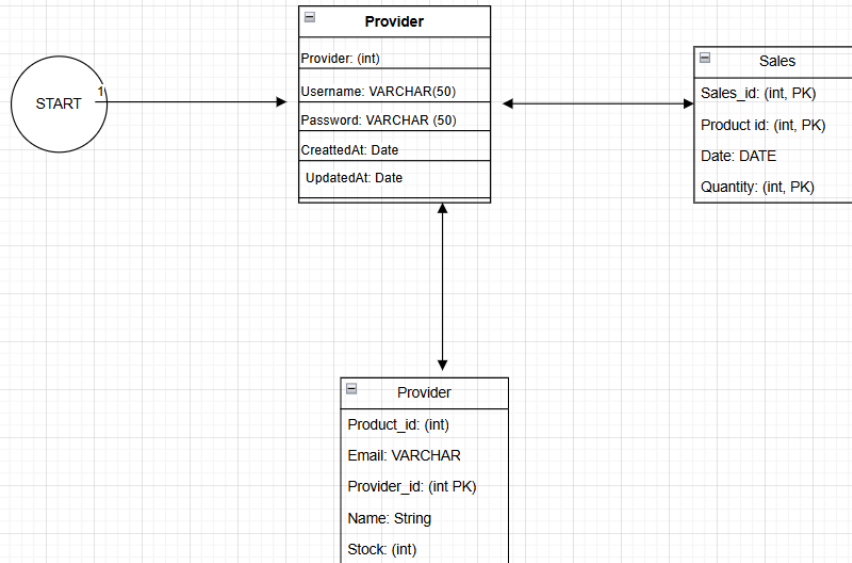 Provider
Provider: (int)
Username: VARCHAR(50)
Password: VARCHAR (50)
CreattedAt: Date
UpdatedAt: Date
START
1
Sales
Sales_id: (int, PK)
Product id: (int, PK)
Date: DATE
Quantity: (int, PK)
Provider
Product_id: (int)
Email: VARCHAR
Provider_id: (int PK)
Name: String
Stock: (int)